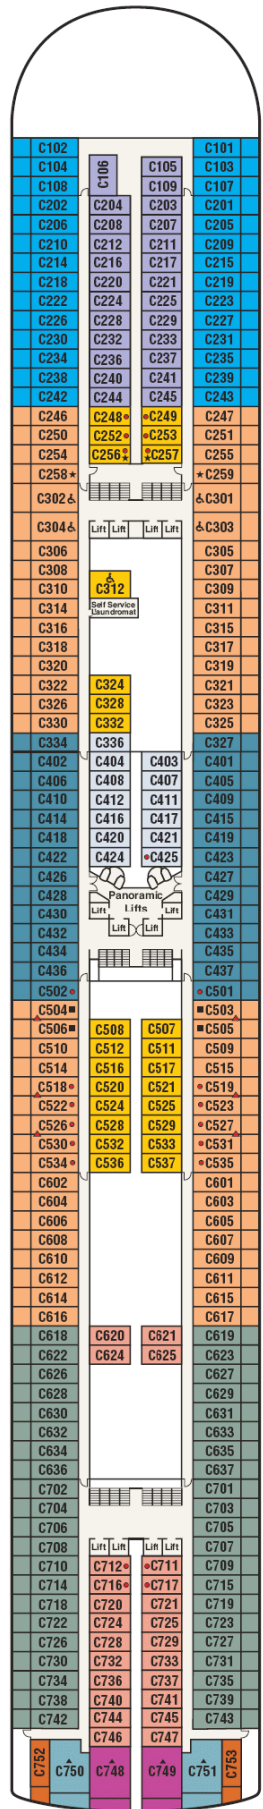 C102 C101
C104 C106 C105 C103
C108 C109 C107
C202 C204 C203 C201
C206 C208 C207 C205
C210 C212 C211 C209
C214 C216 C217 C215
C218 C220 C221 C219
C222 C224 C225 C223
C226 C228 C229 C227
C230 C232 C233 C231
C234 C236 C237 C235
C238 C240 C241 C239
C242 C244 C245 C243
C246 C248 C249 C247
C250 C252 C253 C251
C254 C256★ ★C257 C255
C258★ ★C259
C302 C301
C304 Lift Lift Lift Lift C303
C306 C305
C308 C307
C310 C312 C309
C314 Self Service C311
Laundromat
C316 C315
C318 C317
C320 C319
C322 C324 C321
C326 C328 C323
C330 C332 C325
C334 C336 C327
C402 C404 C403 C401
C406 C408 C407 C405
C410 C412 C411 C409
C414 C416 C417 C415
C418 C420 C421 C419
C422 C424 C425 C423
C426 C427
C428 Panoramic C429
C430 Lift Lifts Lift C431
C432 Lift Lift C433
C434 C435
C436 C437
C502 C501
C504 C503
C506 C508 C507 C505
C510 C512 C511 C509
C514 C516 C517 C515
C518 C520 C521 C519
C522 C524 C525 C523
C526 C528 C529 C527
C530 C532 C533 C531
C534 C536 C537 C535
C602 C601
C604 C603
C606 C605
C608 C607
C610 C609
C612 C611
C614 C615
C616 C617
C618 C620 C621 C619
C622 C624 C625 C623
C626 C627
C628 C629
C630 C631
C632 C633
C634 C635
C636 C637
C702 C701
C704 C703
C706 C705
C708 Lift Lift Lift Lift C707
C710 C712 C711 C709
C714 C716 C717 C715
C718 C720 C721 C719
C722 C724 C725 C723
C726 C728 C729 C727
C730 C732 C733 C731
C734 C736 C737 C735
C738 C740 C741 C739
C742 C744 C745 C743
C746 C747
C752 C750 C748 C749 C751 C753